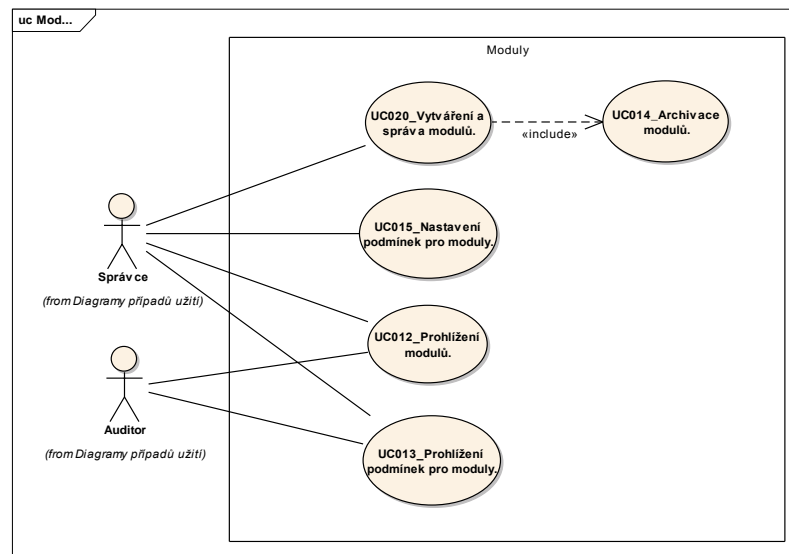 uc Mod...
Moduly
UC020_Vytváření a
správa modulů.
«include»
UC014_Archivace
modulů.
UC015_Nastavení
podmínek pro moduly.
Správce
(from Diagramy případů užití)
UC012_Prohlížení
modulů.
Auditor
(from Diagramy případů užití)
UC013_Prohlížení
podmínek pro moduly.